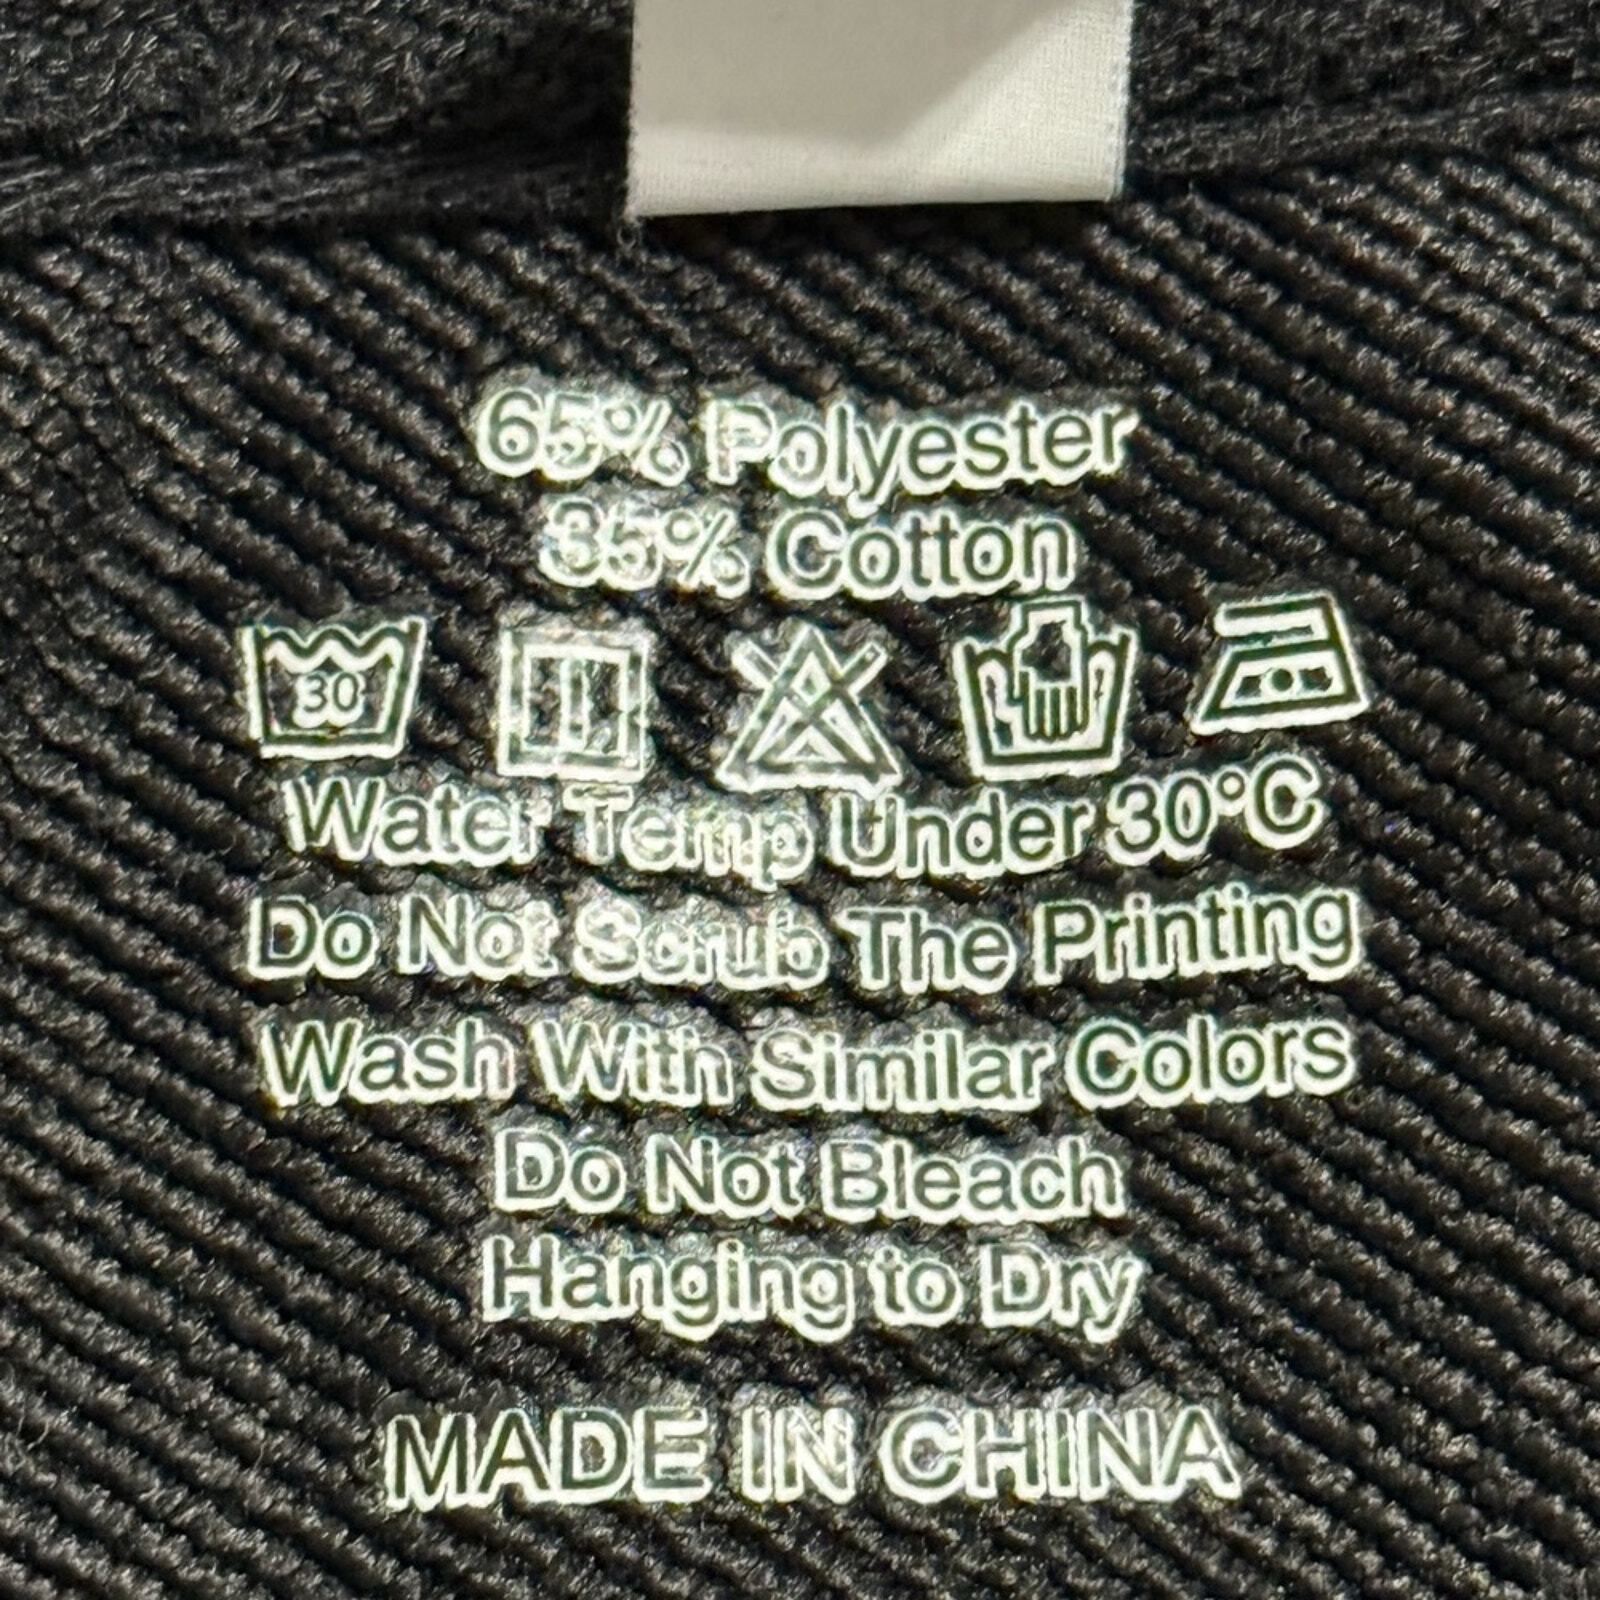 65% Polyester
35% Cotton
30
Water Temp Under 30°C
Do Not Scrub The Printing
Wash With Similar Colors
Do Not Bleach
Hanging to Dry
MADE IN CHINA